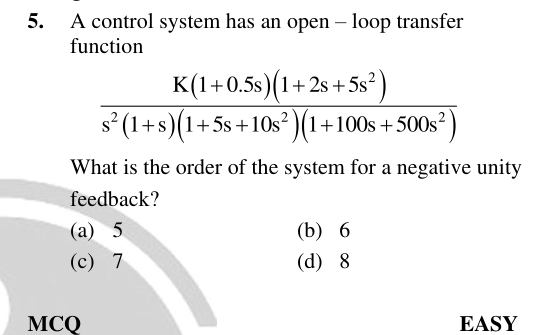 5. A control system has an open – loop transfer
function
K(1+0.5s)(1+2s+5s²)
s²(1+s)(1+5s+10s²)(1+100s+500s²)
What is the order of the system for a negative unity
feedback?
(a) 5 (b) 6
(c) 7 (d) 8
MCQ EASY